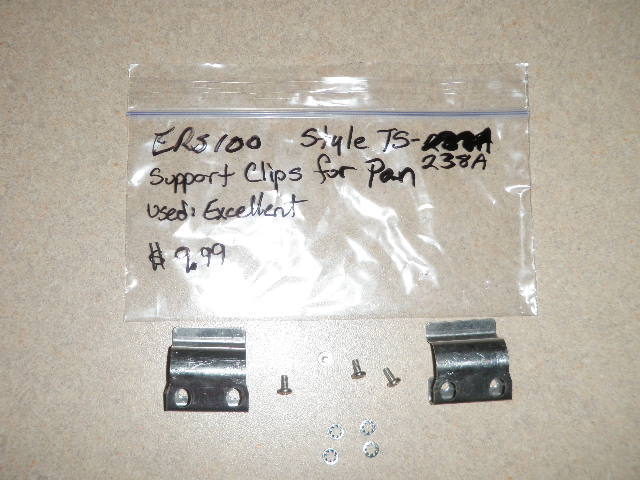 ERS100 Style TS-
238A
Support Clips for Pan
Used: Excellent
$ 9.99